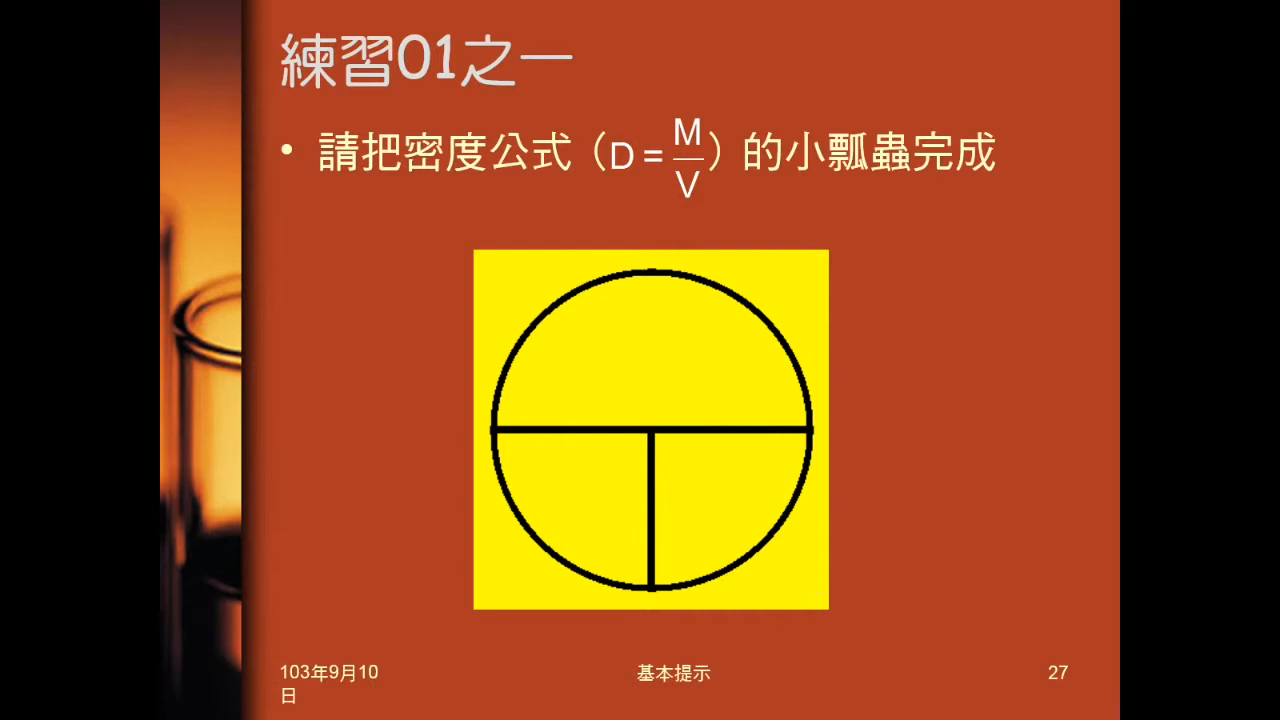 練習01之一
• 請把密度公式（D = M/V）的小瓢蟲完成
103年9月10日
基本提示
27